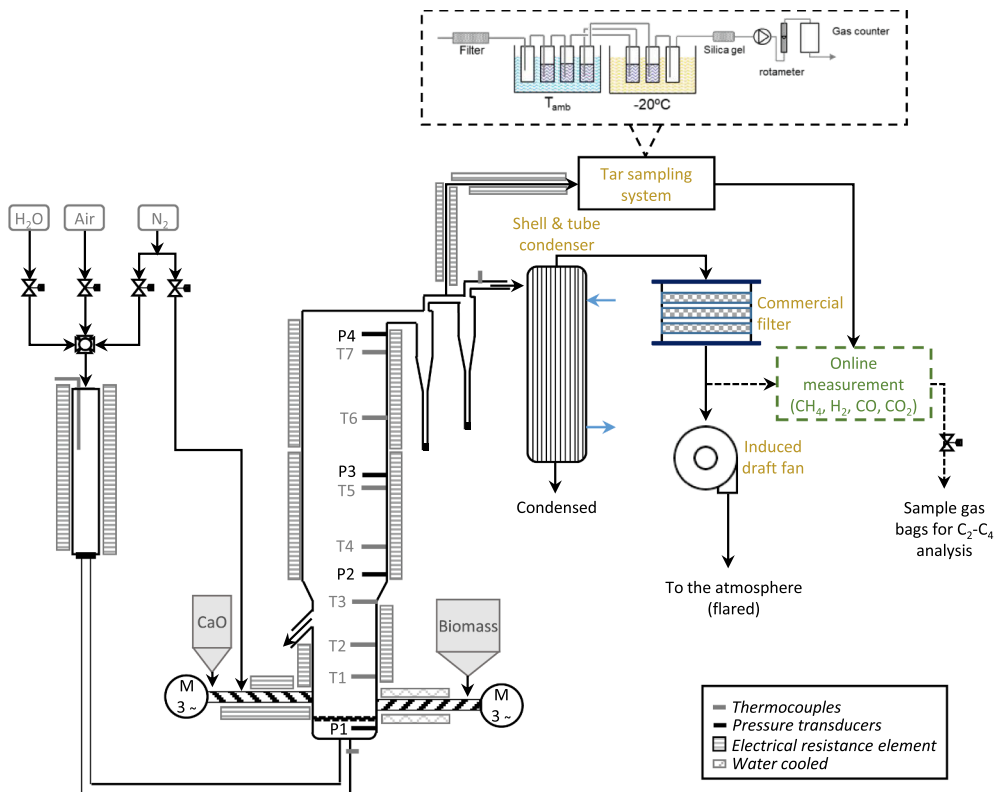 Filter
T_amb
-20ºC
Silica gel
rotameter
Gas counter
Tar sampling
system
H₂O
Air
N₂
Shell & tube
condenser
Commercial
filter
Online
measurement
(CH₄, H₂, CO, CO₂)
Induced
draft fan
Condensed
Sample gas
bags for C₂-C₄
analysis
To the atmosphere
(flared)
P4
T7
T6
P3
T5
T4
P2
T3
T2
T1
P1
CaO
Biomass
M
3 ~
M
3 ~
Thermocouples
Pressure transducers
Electrical resistance element
Water cooled